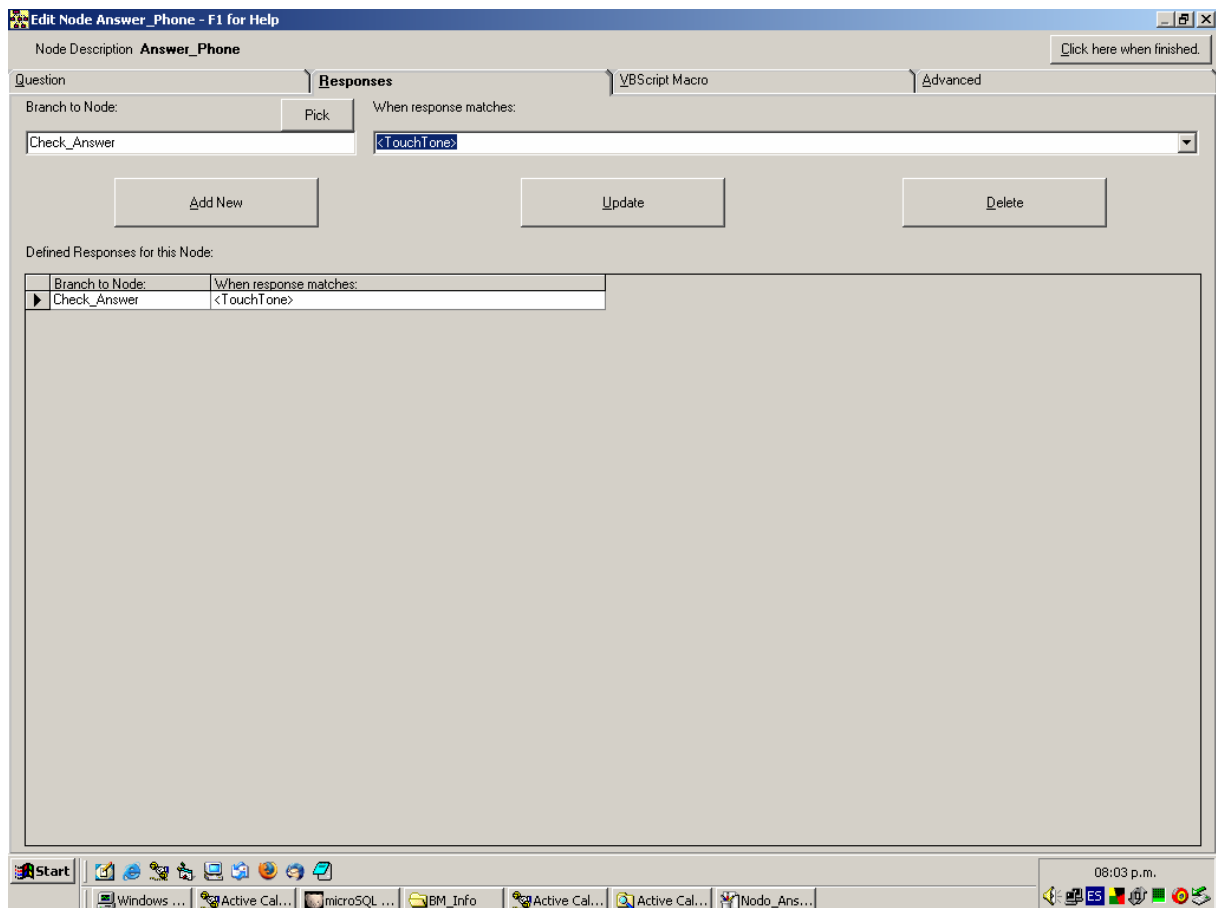 Edit Node Answer_Phone - F1 for Help
Node Description Answer_Phone
Click here when finished.
Question Responses VBScript Macro Advanced
Branch to Node: Pick When response matches:
Check_Answer <TouchTone>
Add New Update Delete
Defined Responses for this Node:
Branch to Node: When response matches:
Check_Answer <TouchTone>
Start 08:03 p.m.
Windows ... Active Cal... microSQL ... BM_Info Active Cal... Active Cal... Nodo_Ans... ES